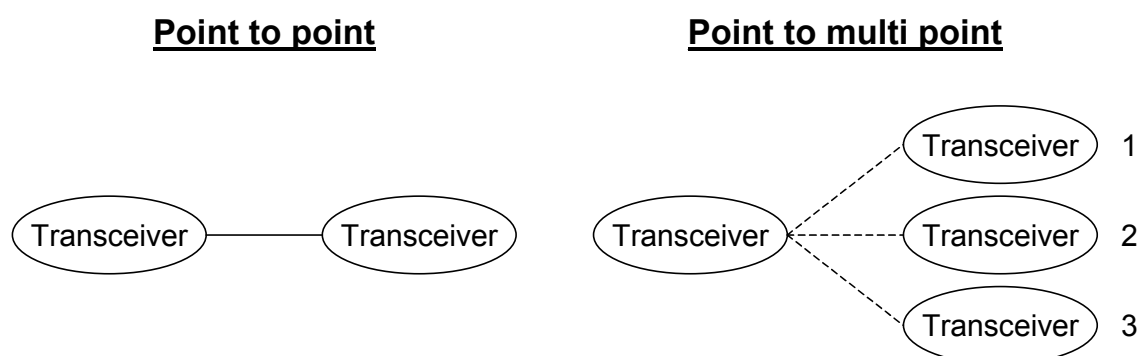 Point to point
Point to multi point
Transceiver 1
Transceiver Transceiver
Transceiver Transceiver 2
Transceiver 3